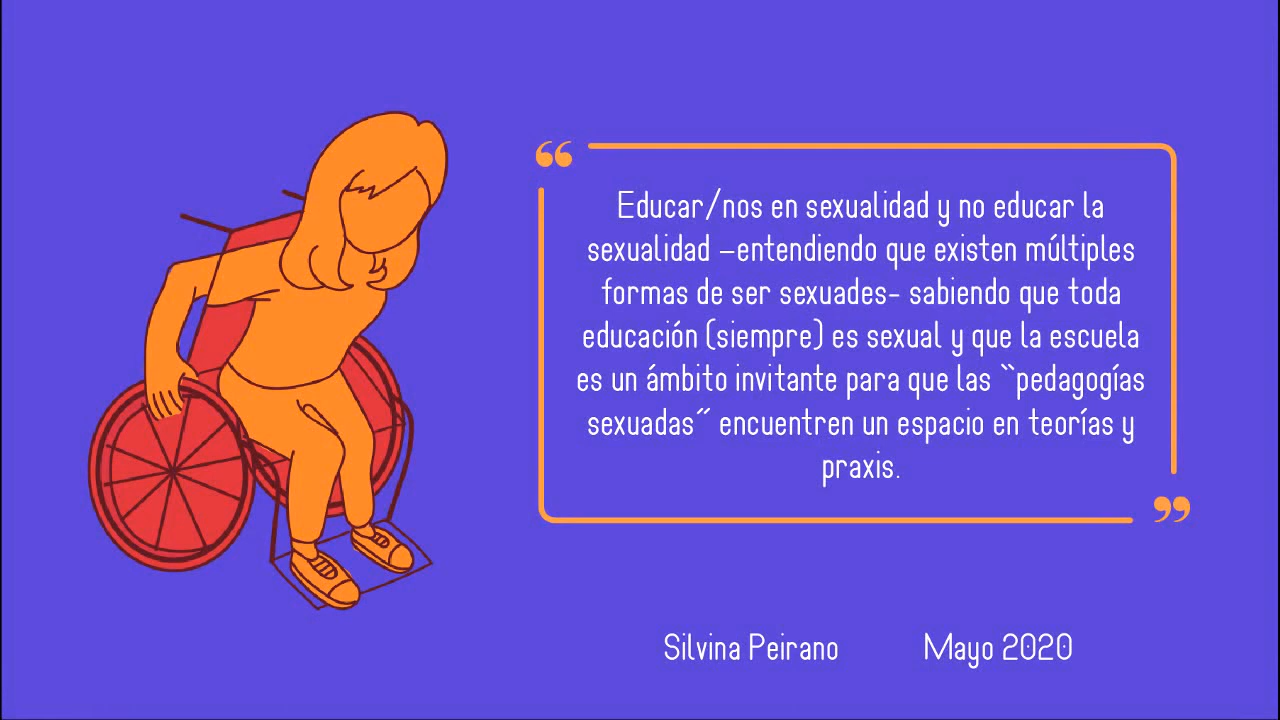 Educar/nos en sexualidad y no educar la
sexualidad –entendiendo que existen múltiples
formas de ser sexuades- sabiendo que toda
educación (siempre) es sexual y que la escuela
es un ámbito invitante para que las ``pedagogías
sexuadas˝ encuentren un espacio en teorías y
praxis.
Silvina Peirano Mayo 2020